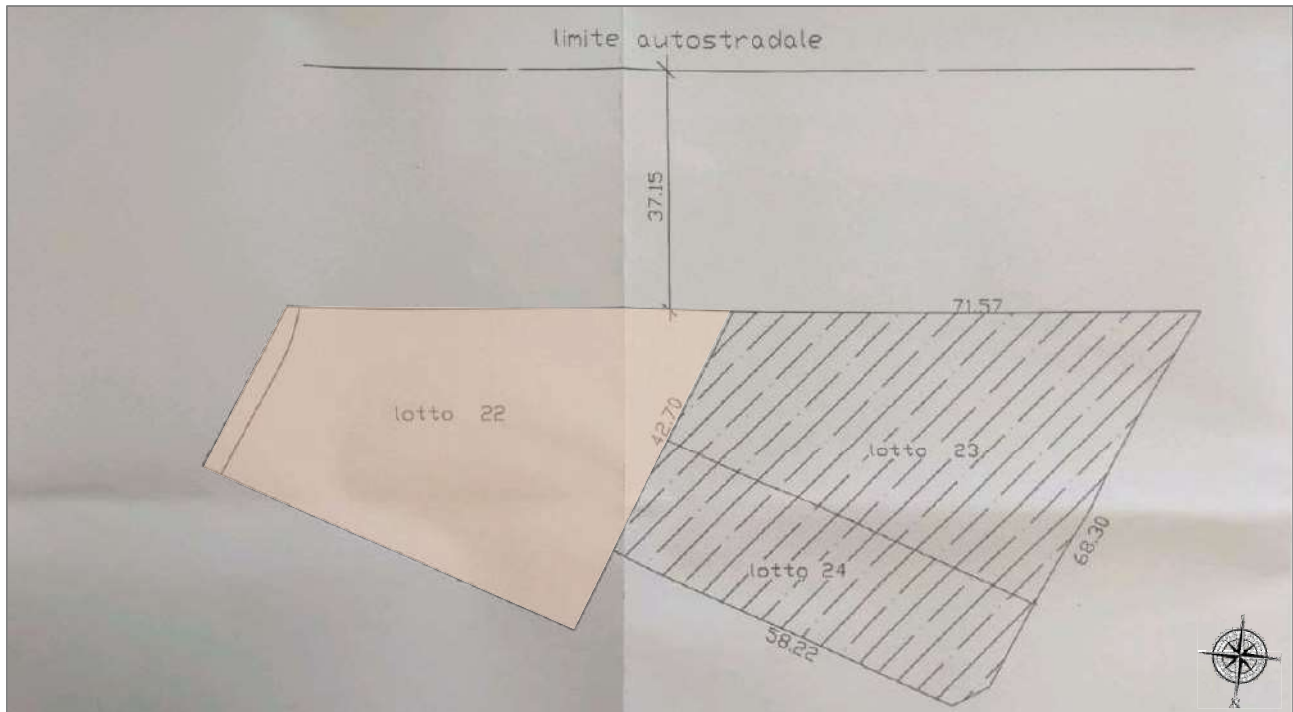 limite autostradale
37.15
71.57
lotto 22
42.70
lotto 23
68.30
lotto 24
58.22
N